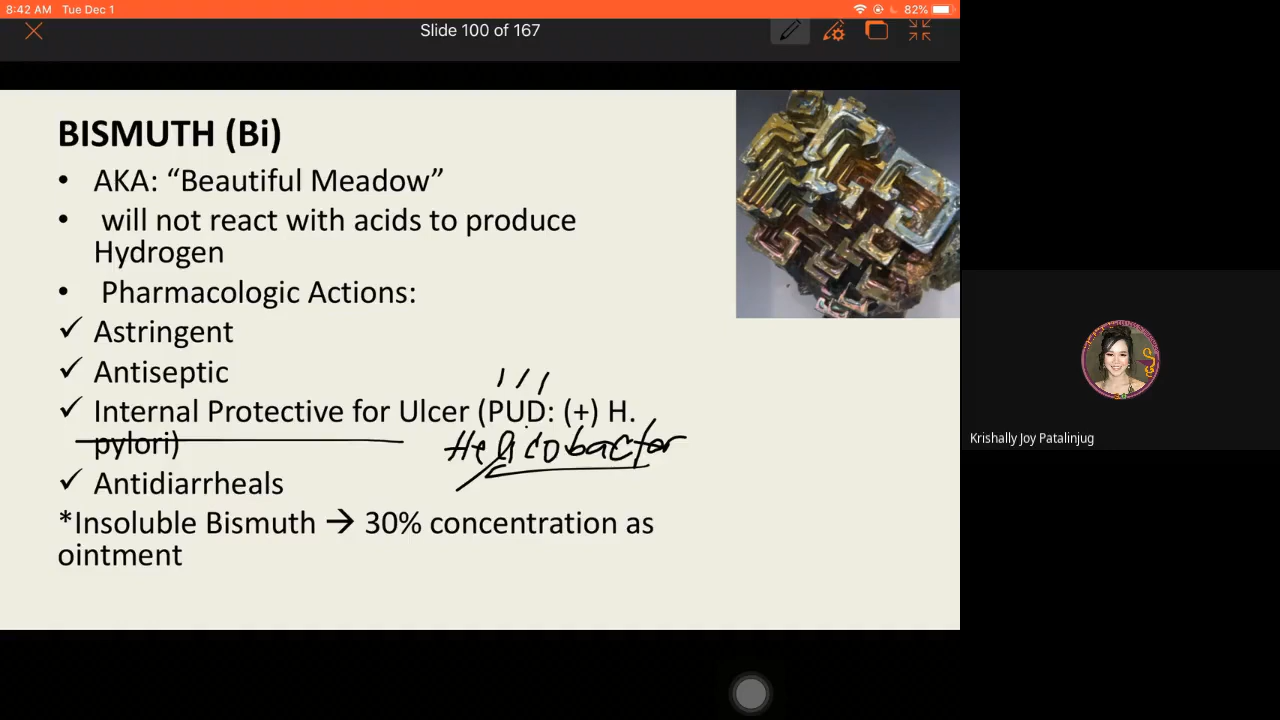 8:42 AM Tue Dec 1
82%
Slide 100 of 167
BISMUTH (Bi)
• AKA: “Beautiful Meadow”
• will not react with acids to produce
Hydrogen
• Pharmacologic Actions:
✓ Astringent
✓ Antiseptic
✓ Internal Protective for Ulcer (PUD: (+) H.
pylori)
Helicobacter
✓ Antidiarrheals
*Insoluble Bismuth → 30% concentration as
ointment
Krishally Joy Patalinjug